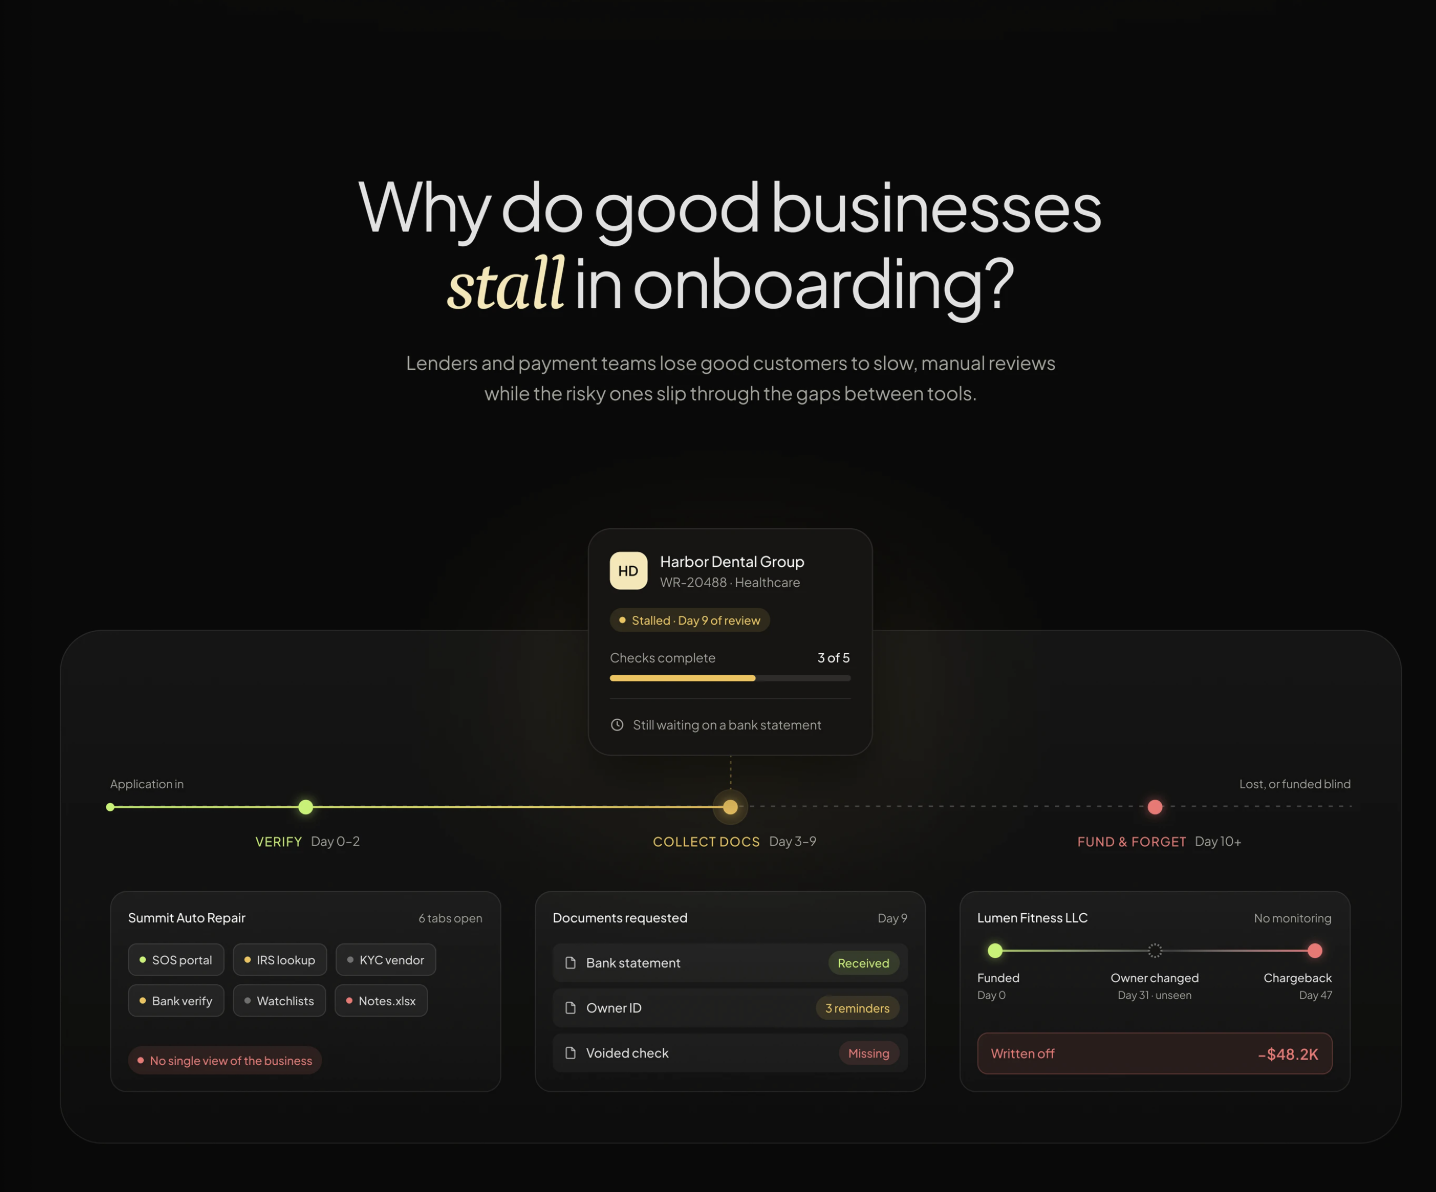 Why do good businesses
stall in onboarding?
Lenders and payment teams lose good customers to slow, manual reviews
while the risky ones slip through the gaps between tools.
HD
Harbor Dental Group
WR-20488 · Healthcare
Stalled · Day 9 of review
Checks complete 3 of 5
Still waiting on a bank statement
Application in
Lost, or funded blind
VERIFY Day 0–2
COLLECT DOCS Day 3–9
FUND & FORGET Day 10+
Summit Auto Repair 6 tabs open
SOS portal
IRS lookup
KYC vendor
Bank verify
Watchlists
Notes.xlsx
No single view of the business
Documents requested Day 9
Bank statement Received
Owner ID 3 reminders
Voided check Missing
Lumen Fitness LLC No monitoring
Funded
Day 0
Owner changed
Day 31 · unseen
Chargeback
Day 47
Written off –$48.2K